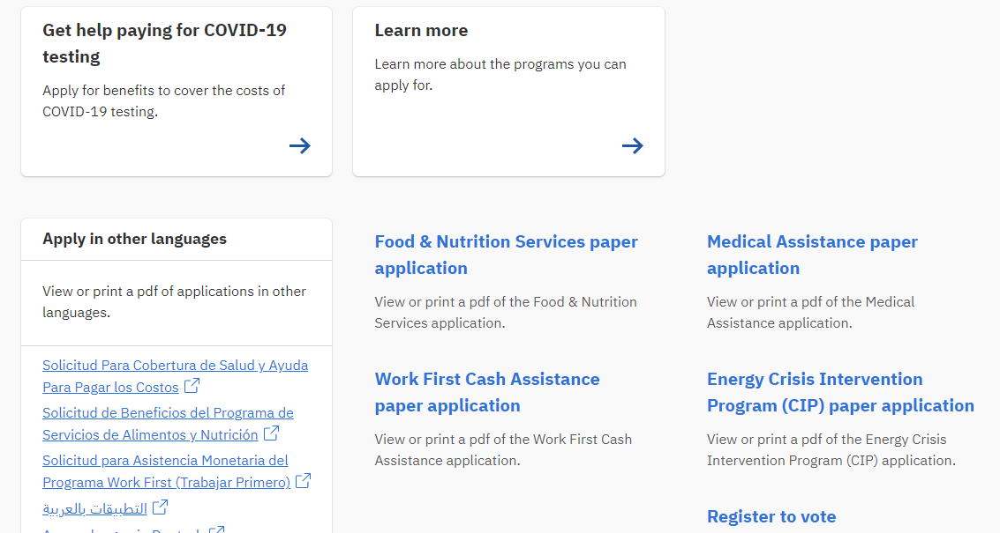 Get help paying for COVID-19
testing
Apply for benefits to cover the costs of
COVID-19 testing.
Learn more
Learn more about the programs you can
apply for.
Apply in other languages
View or print a pdf of applications in other
languages.
Solicitud Para Cobertura de Salud y Ayuda
Para Pagar los Costos
Solicitud de Beneficios del Programa de
Servicios de Alimentos y Nutrición
Solicitud para Asistencia Monetaria del
Programa Work First (Trabajar Primero)
التطبيقات بالعربية
Food & Nutrition Services paper
application
View or print a pdf of the Food & Nutrition
Services application.
Work First Cash Assistance
paper application
View or print a pdf of the Work First Cash
Assistance application.
Medical Assistance paper
application
View or print a pdf of the Medical
Assistance application.
Energy Crisis Intervention
Program (CIP) paper application
View or print a pdf of the Energy Crisis
Intervention Program (CIP) application.
Register to vote